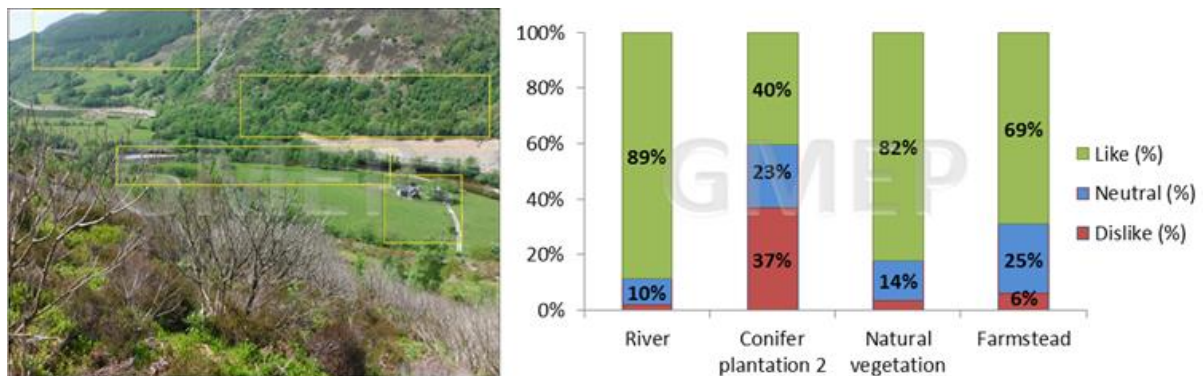 100%
80%
60%
40%
20%
0%
89%
10%
40%
23%
37%
82%
14%
69%
25%
6%
River
Conifer
plantation 2
Natural
vegetation
Farmstead
Like (%)
Neutral (%)
Dislike (%)
GMEP
GMEP